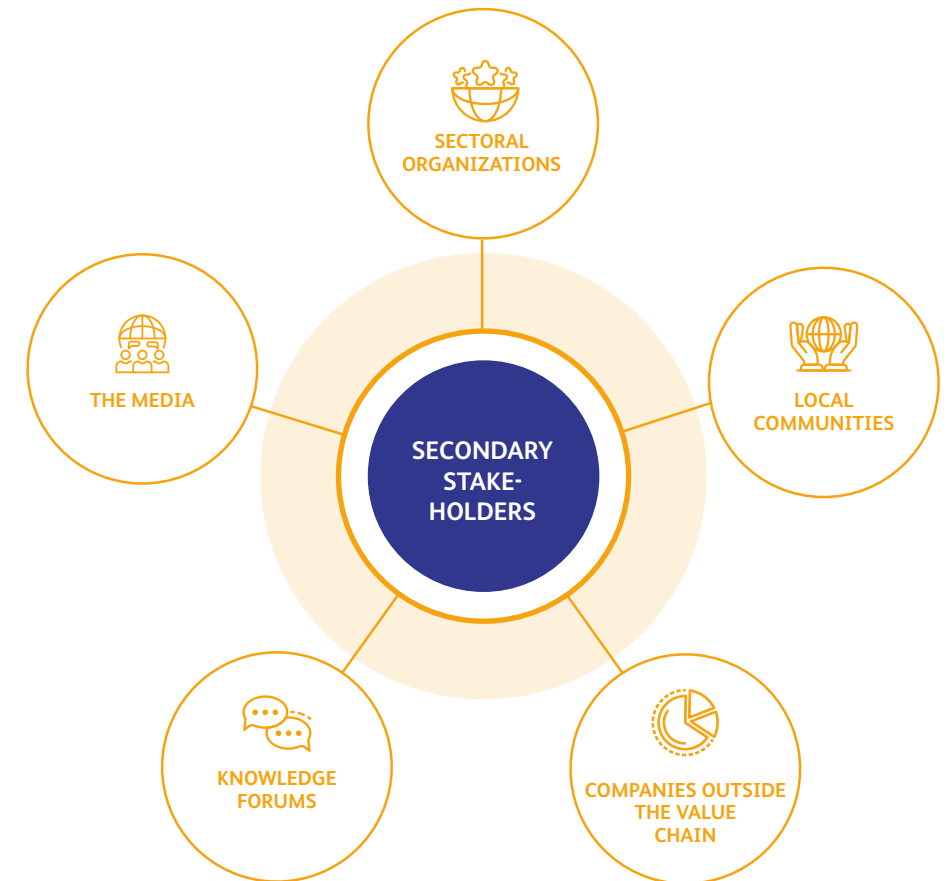 SECTORAL
ORGANIZATIONS
THE MEDIA
LOCAL
COMMUNITIES
SECONDARY
STAKE-
HOLDERS
KNOWLEDGE
FORUMS
COMPANIES OUTSIDE
THE VALUE
CHAIN